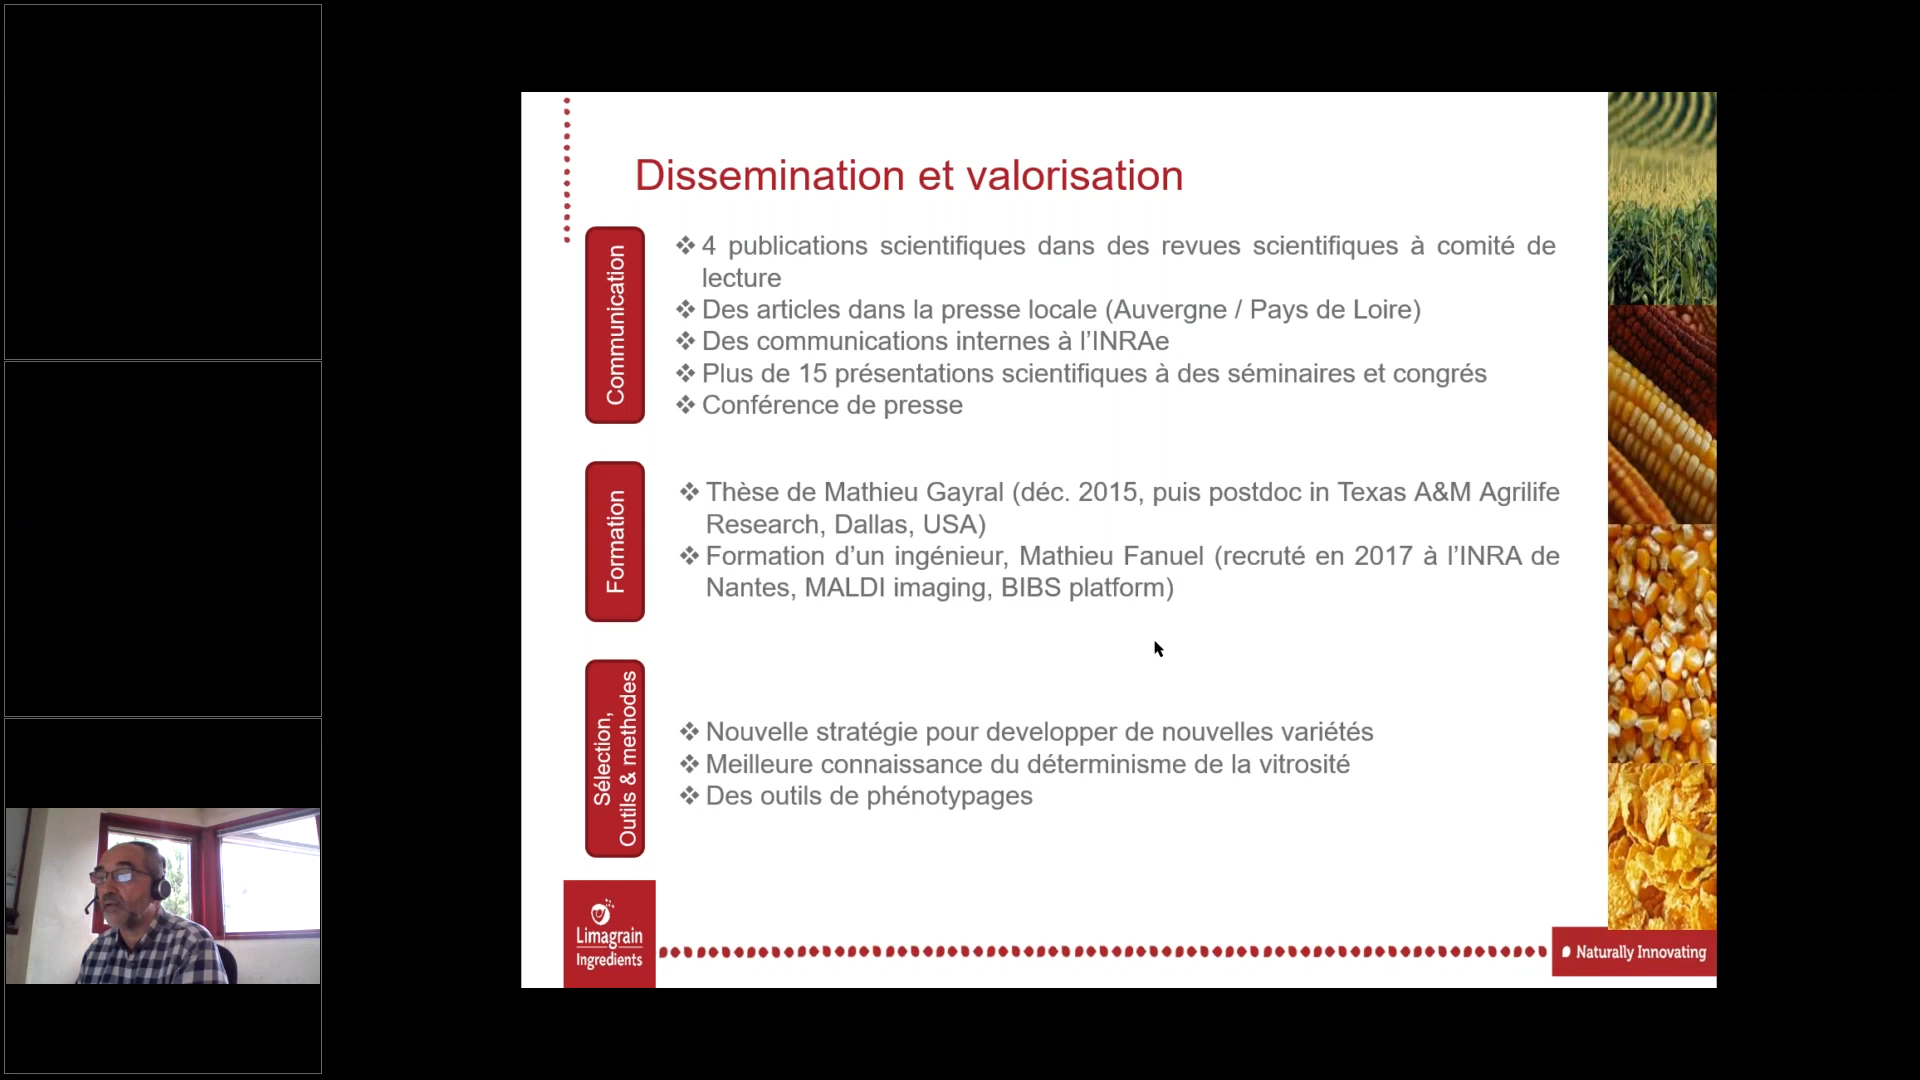 Dissemination et valorisation
Communication
❖ 4 publications scientifiques dans des revues scientifiques à comité de
lecture
❖ Des articles dans la presse locale (Auvergne / Pays de Loire)
❖ Des communications internes à l’INRAe
❖ Plus de 15 présentations scientifiques à des séminaires et congrés
❖ Conférence de presse
Formation
❖ Thèse de Mathieu Gayral (déc. 2015, puis postdoc in Texas A&M Agrilife
Research, Dallas, USA)
❖ Formation d’un ingénieur, Mathieu Fanuel (recruté en 2017 à l’INRA de
Nantes, MALDI imaging, BIBS platform)
Sélection,
Outils & methodes
❖ Nouvelle stratégie pour developper de nouvelles variétés
❖ Meilleure connaissance du déterminisme de la vitrosité
❖ Des outils de phénotypages
Limagrain
Ingredients
Naturally Innovating